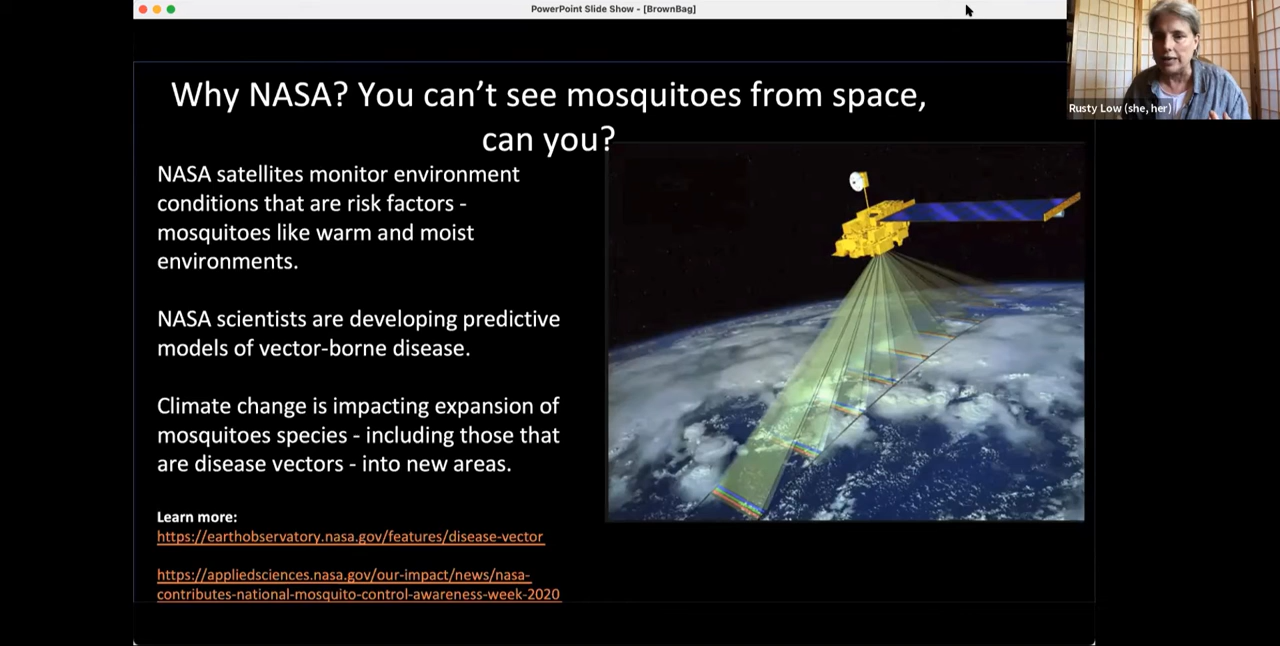 PowerPoint Slide Show - [BrownBag]
Why NASA? You can't see mosquitoes from space,
can you?
Rusty Low (she, her)
NASA satellites monitor environment
conditions that are risk factors -
mosquitoes like warm and moist
environments.
NASA scientists are developing predictive
models of vector-borne disease.
Climate change is impacting expansion of
mosquitoes species - including those that
are disease vectors - into new areas.
Learn more:
https://earthobservatory.nasa.gov/features/disease-vector
https://appliedsciences.nasa.gov/our-impact/news/nasa-
contributes-national-mosquito-control-awareness-week-2020